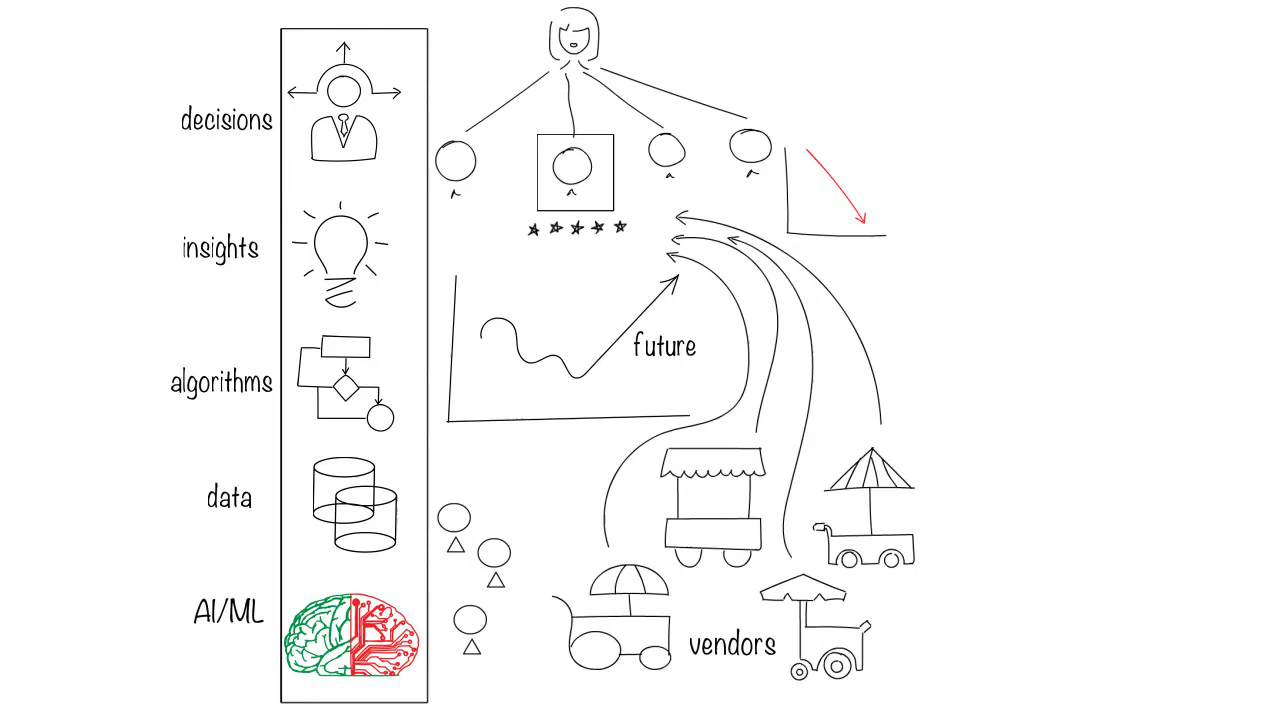 decisions
insights
future
algorithms
data
AI/ML
vendors